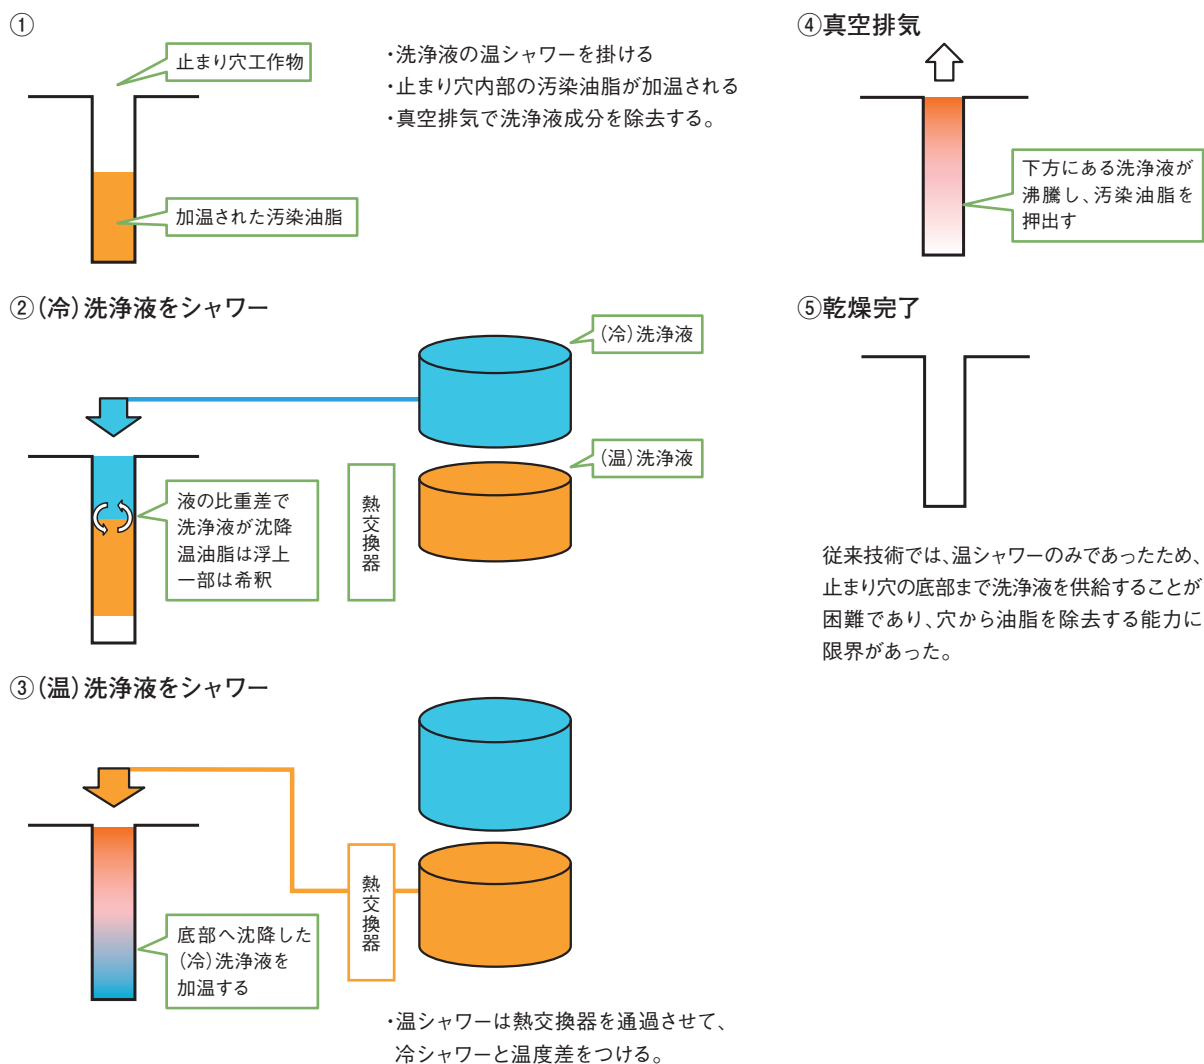 ①
止まり穴工作物
・洗浄液の温シャワーを掛ける
・止まり穴内部の汚染油脂が加温される
・真空排気で洗浄液成分を除去する。
加温された汚染油脂
②(冷)洗浄液をシャワー
(冷)洗浄液
(温)洗浄液
液の比重差で
洗浄液が沈降
温油脂は浮上
一部は希釈
熱交換器
③(温)洗浄液をシャワー
熱交換器
底部へ沈降した
(冷)洗浄液を
加温する
・温シャワーは熱交換器を通過させて、
冷シャワーと温度差をつける。
④真空排気
下方にある洗浄液が
沸騰し、汚染油脂を
押出す
⑤乾燥完了
従来技術では、温シャワーのみであったため、
止まり穴の底部まで洗浄液を供給することが
困難であり、穴から油脂を除去する能力に
限界があった。